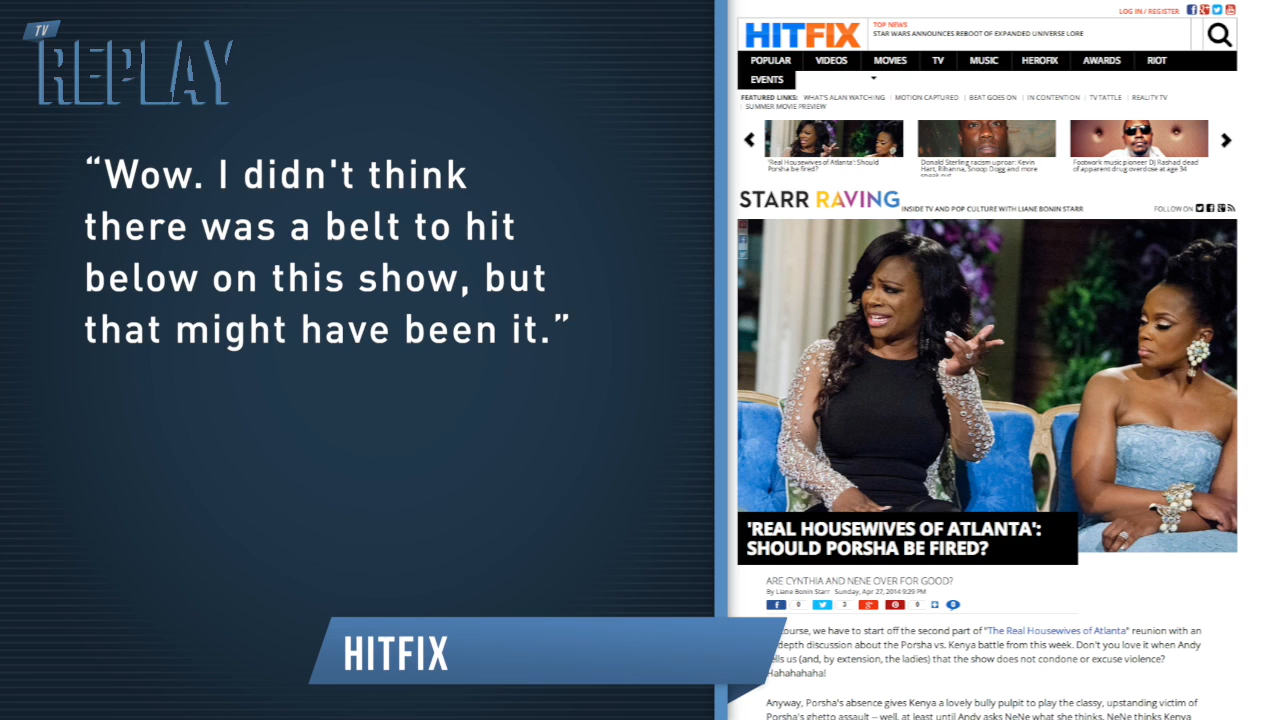 TV
REPLAY
“Wow. I didn't think
there was a belt to hit
below on this show, but
that might have been it.”
HITFIX
LOG IN / REGISTER
HITFIX
TOP NEWS
STAR WARS ANNOUNCES REBOOT OF EXPANDED UNIVERSE LORE
POPULAR VIDEOS MOVIES TV MUSIC HEROFIX AWARDS RIOT
EVENTS
FEATURED LINKS: WHAT'S ALAN WATCHING | MOTION CAPTURED | BEAT GOES ON | IN CONTENTION | TV TATTLE | REALITY TV
| SUMMER MOVIE PREVIEW
'Real Housewives of Atlanta': Should
Porsha be fired?
Donald Sterling racism uproar: Kevin
Hart, Rihanna, Snoop Dogg and more
Footwork music pioneer DJ Rashad dead
of apparent drug overdose at age 34
STARR RAVING INSIDE TV AND POP CULTURE WITH LIANE BONIN STARR FOLLOW ON
'REAL HOUSEWIVES OF ATLANTA':
SHOULD PORSHA BE FIRED?
ARE CYNTHIA AND NENE OVER FOR GOOD?
By Liane Bonin Starr Sunday, Apr 27, 2014 9:29 PM
0 3 0
ourse, we have to start off the second part of "The Real Housewives of Atlanta" reunion with an
depth discussion about the Porsha vs. Kenya battle from this week. Don't you love it when Andy
lls us (and, by extension, the ladies) that the show does not condone or excuse violence?
Hahahahaha!
Anyway, Porsha's absence gives Kenya a lovely bully pulpit to play the classy, upstanding victim of
Porsha's ghetto assault -- well, at least until Andy asks NeNe what she thinks. NeNe thinks Kenya